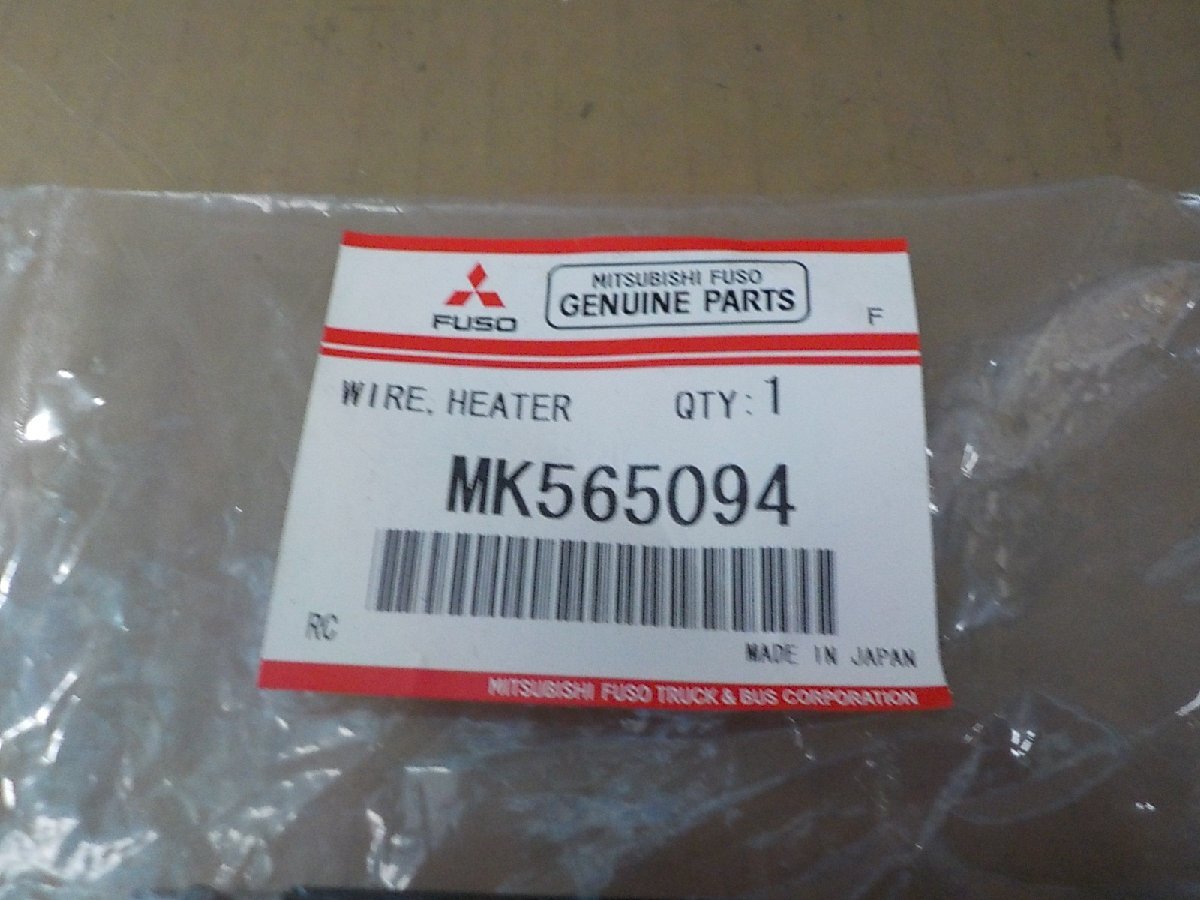 FUSO
MITSUBISHI FUSO
GENUINE PARTS
F
WIRE, HEATER QTY: 1
MK565094
RC
MADE IN JAPAN
MITSUBISHI FUSO TRUCK & BUS CORPORATION